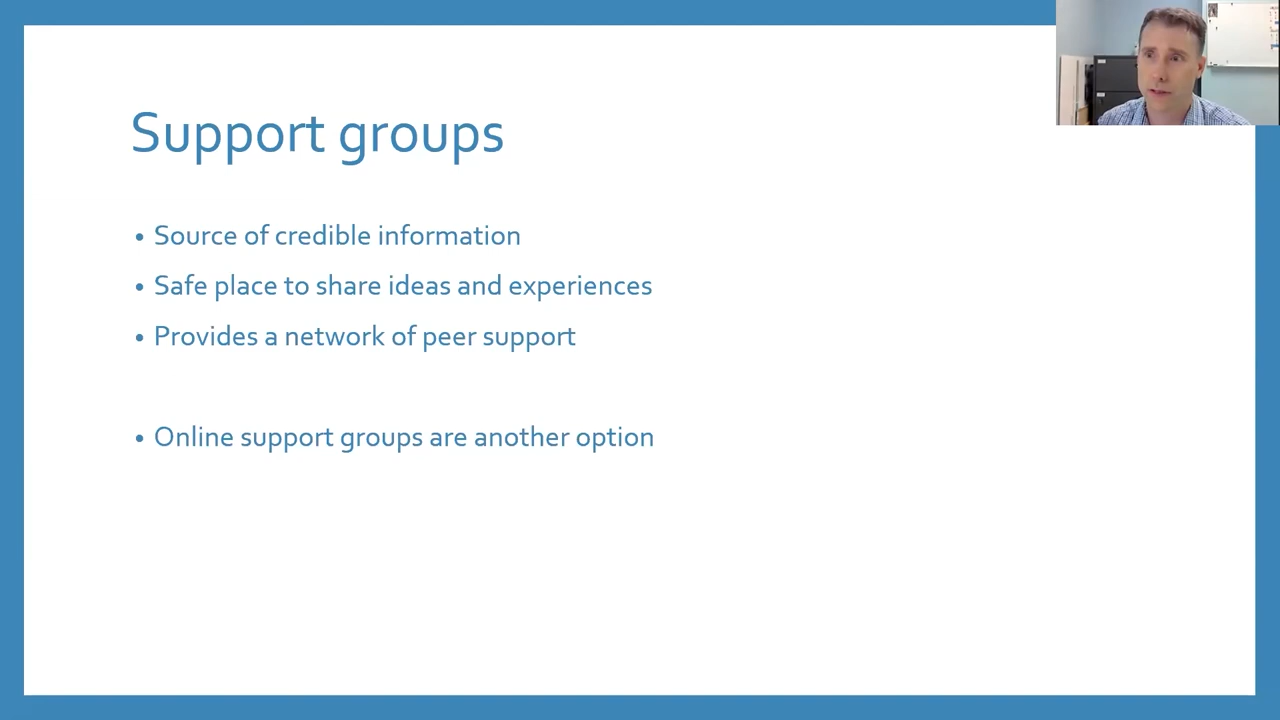 Support groups
• Source of credible information
• Safe place to share ideas and experiences
• Provides a network of peer support
• Online support groups are another option